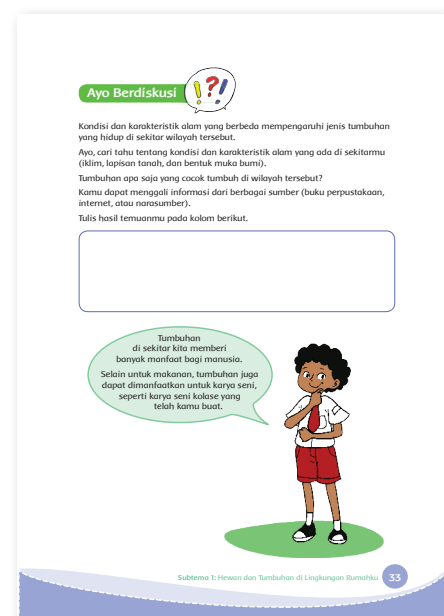 Ayo Berdiskusi
!?!
Kondisi dan karakteristik alam yang berbeda mempengaruhi jenis tumbuhan
yang hidup di sekitar wilayah tersebut.
Ayo, cari tahu tentang kondisi dan karakteristik alam yang ada di sekitarmu
(iklim, lapisan tanah, dan bentuk muka bumi).
Tumbuhan apa saja yang cocok tumbuh di wilayah tersebut?
Kamu dapat menggali informasi dari berbagai sumber (buku perpustakaan,
internet, atau narasumber).
Tulis hasil temuanmu pada kolom berikut.
Tumbuhan
di sekitar kita memberi
banyak manfaat bagi manusia.
Selain untuk makanan, tumbuhan juga
dapat dimanfaatkan untuk karya seni,
seperti karya seni kolase yang
telah kamu buat.
Subtema 1: Hewan dan Tumbuhan di Lingkungan Rumahku 33